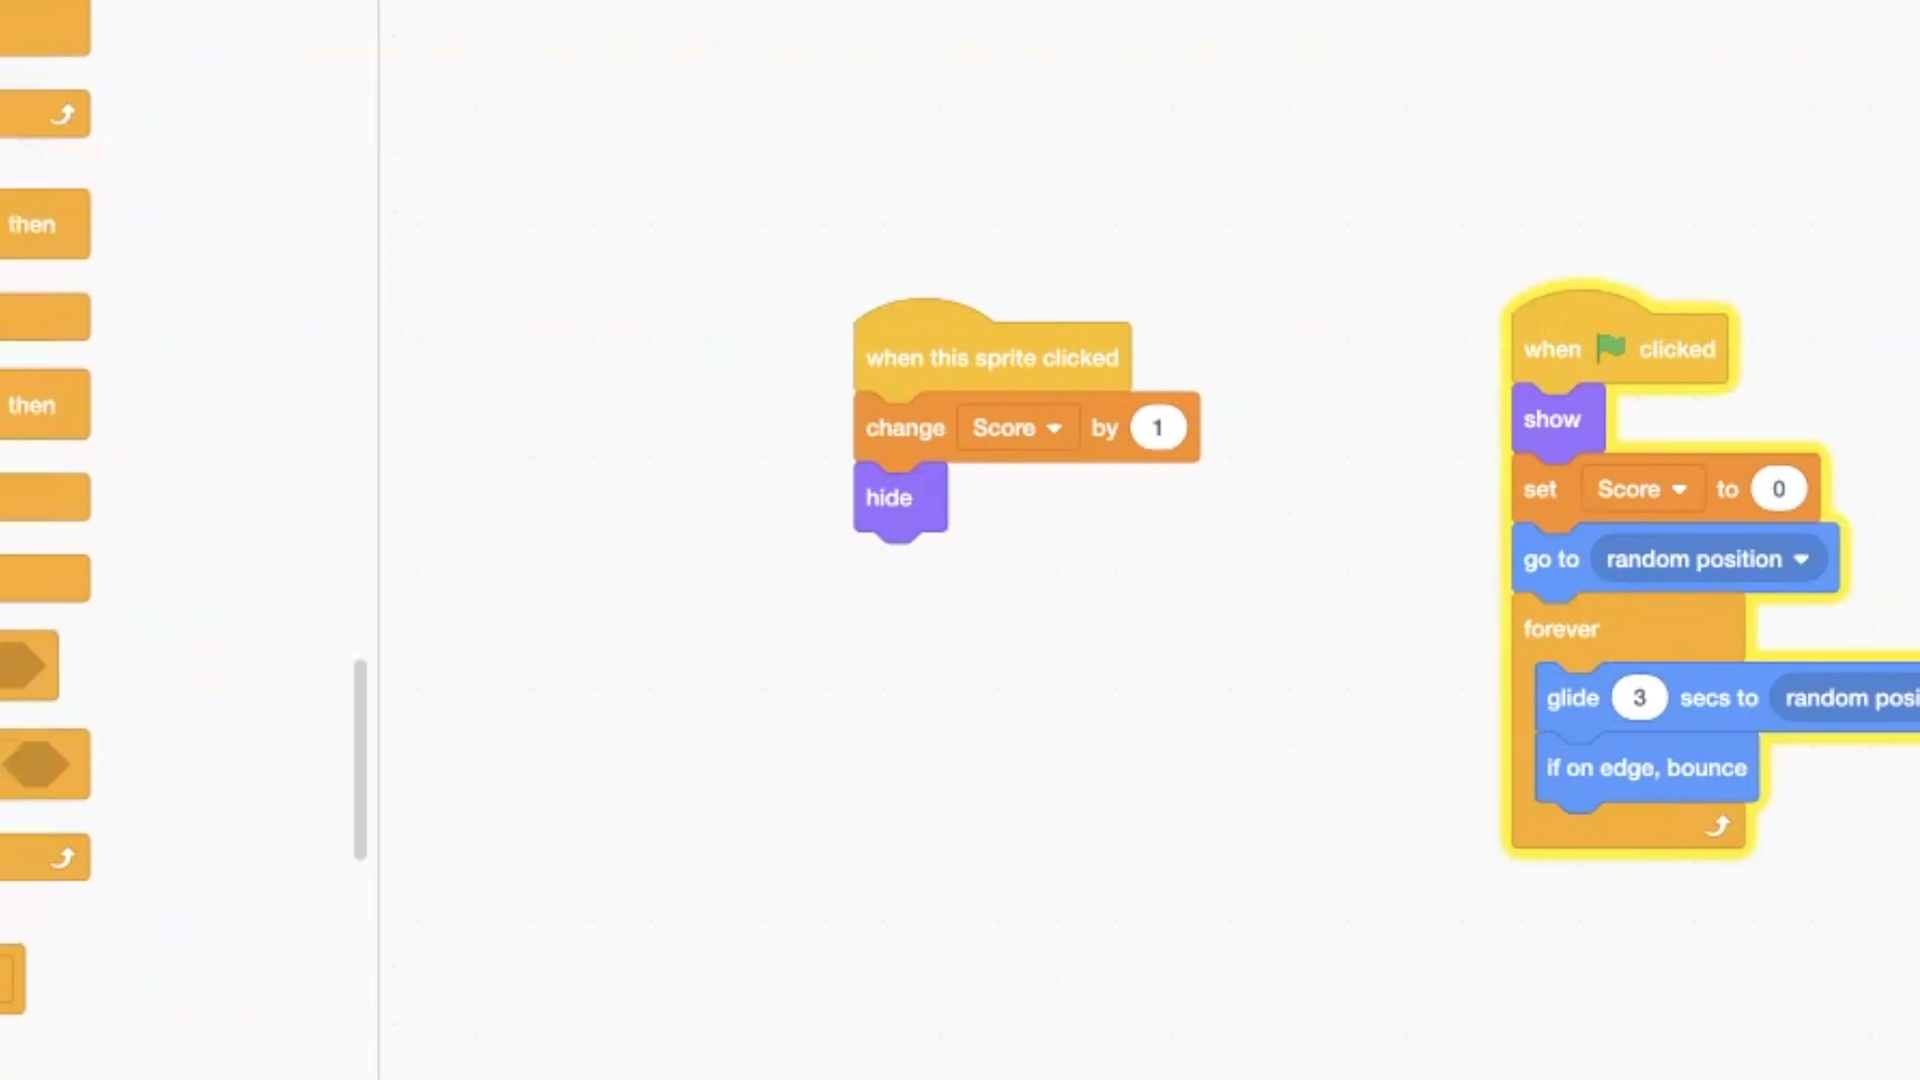 then
then
when this sprite clicked
change Score by 1
hide
when clicked
show
set Score to 0
go to random position
forever
glide 3 secs to random posi
if on edge, bounce